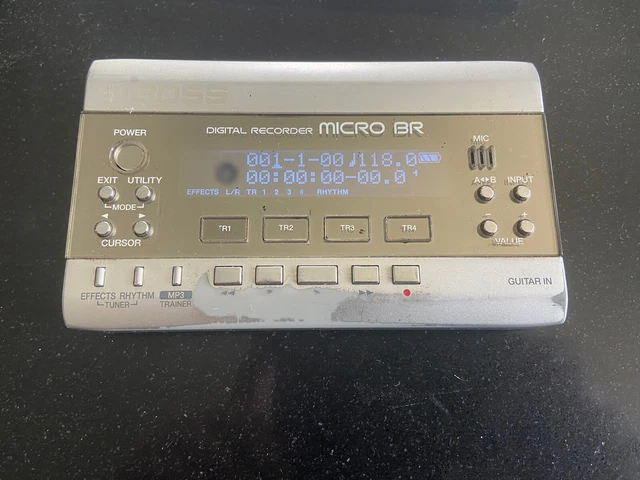 BOSS
DIGITAL RECORDER MICRO BR
POWER
MIC
001-1-00♩118.0
00:00:00-00.0 4
EFFECTS L/R TR 1 2 3 4 RHYTHM
EXIT UTILITY
A◄►B INPUT
MODE
◄ ►
CURSOR
TR1 TR2 TR3 TR4
− +
VALUE
EFFECTS RHYTHM
TUNER
MP3
TRAINER
◄◄ ►►
GUITAR IN